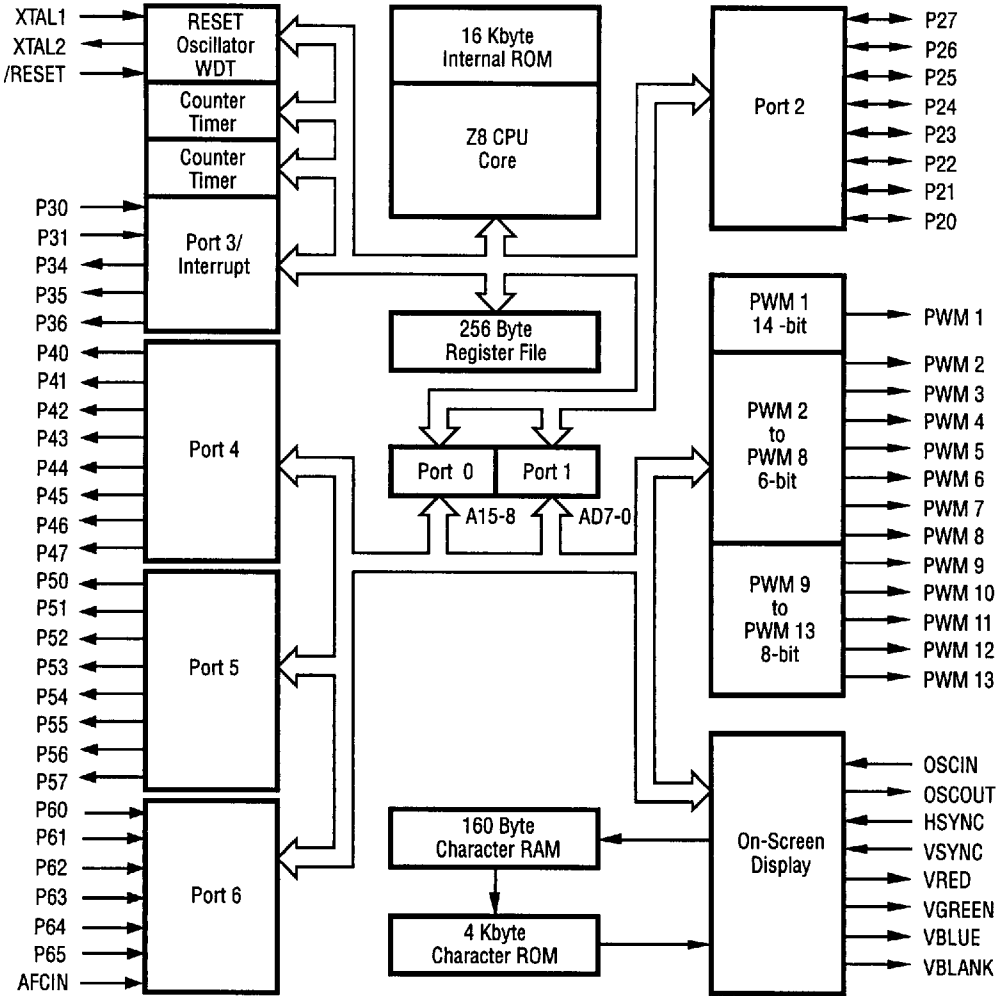 XTAL1
XTAL2
/RESET
RESET
Oscillator
WDT
Counter
Timer
Counter
Timer
P30
P31
P34
P35
P36
Port 3/
Interrupt
P40
P41
P42
P43
P44
P45
P46
P47
Port 4
P50
P51
P52
P53
P54
P55
P56
P57
Port 5
P60
P61
P62
P63
P64
P65
AFCIN
Port 6
16 Kbyte
Internal ROM
Z8 CPU
Core
256 Byte
Register File
Port 0
Port 1
A15-8
AD7-0
160 Byte
Character RAM
4 Kbyte
Character ROM
Port 2
P27
P26
P25
P24
P23
P22
P21
P20
PWM 1
14 -bit
PWM 1
PWM 2
to
PWM 8
6-bit
PWM 2
PWM 3
PWM 4
PWM 5
PWM 6
PWM 7
PWM 8
PWM 9
to
PWM 13
8-bit
PWM 9
PWM 10
PWM 11
PWM 12
PWM 13
On-Screen
Display
OSCIN
OSCOUT
HSYNC
VSYNC
VRED
VGREEN
VBLUE
VBLANK